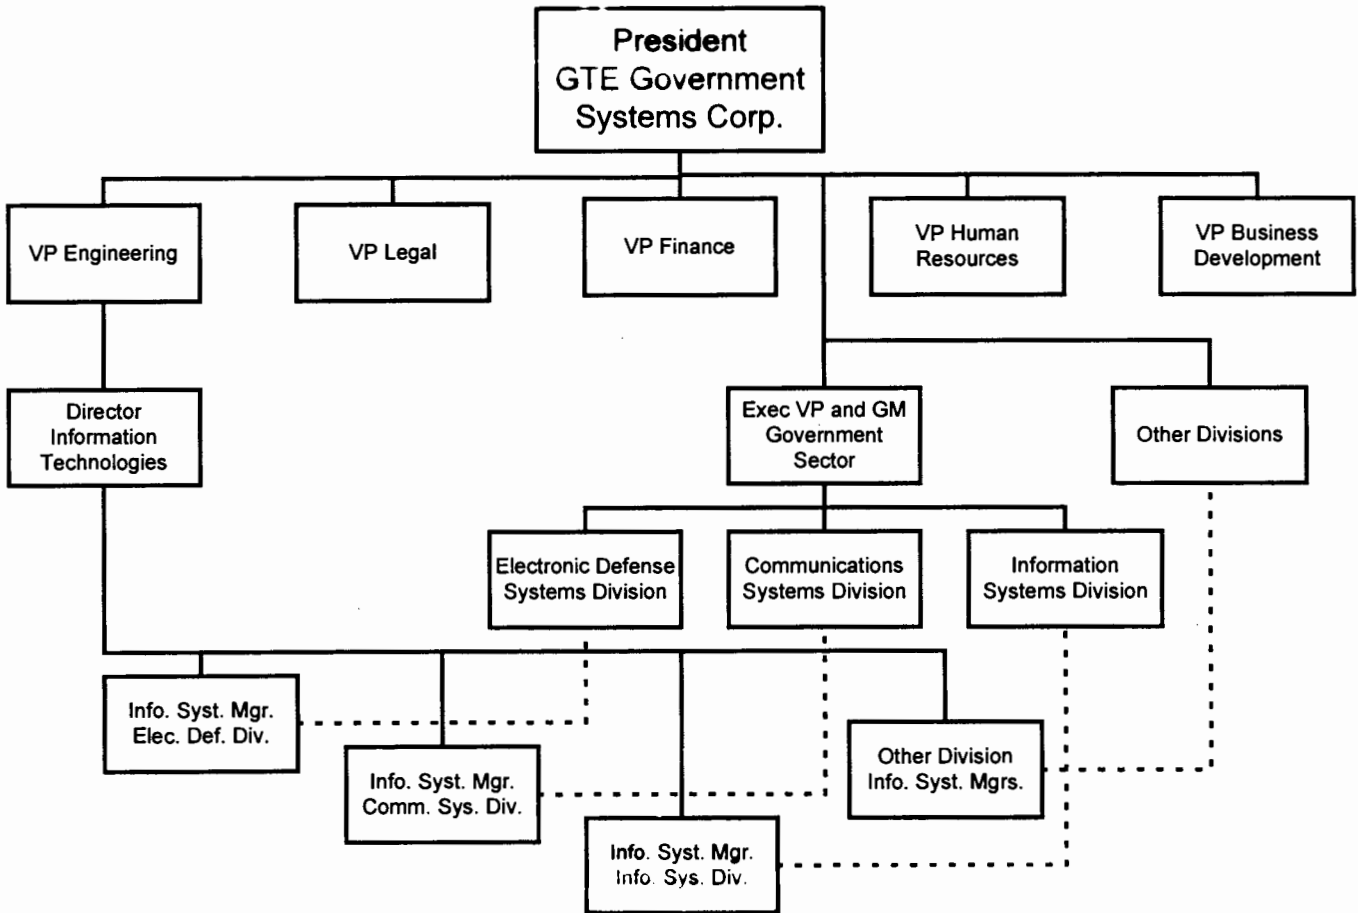 President
GTE Government
Systems Corp.
VP Engineering
VP Legal
VP Finance
VP Human
Resources
VP Business
Development
Director
Information
Technologies
Exec VP and GM
Government
Sector
Other Divisions
Electronic Defense
Systems Division
Communications
Systems Division
Information
Systems Division
Info. Syst. Mgr.
Elec. Def. Div.
Info. Syst. Mgr.
Comm. Sys. Div.
Other Division
Info. Syst. Mgrs.
Info. Syst. Mgr.
Info. Sys. Div.